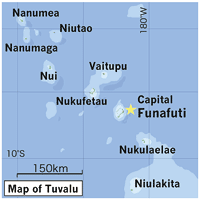 Nanumea
180°W
Niutao
Nanumaga
Vaitupu
Nui
Nukufetau
Capital
Funafuti
Nukulaelae
10°S
150km
Niulakita
Map of Tuvalu